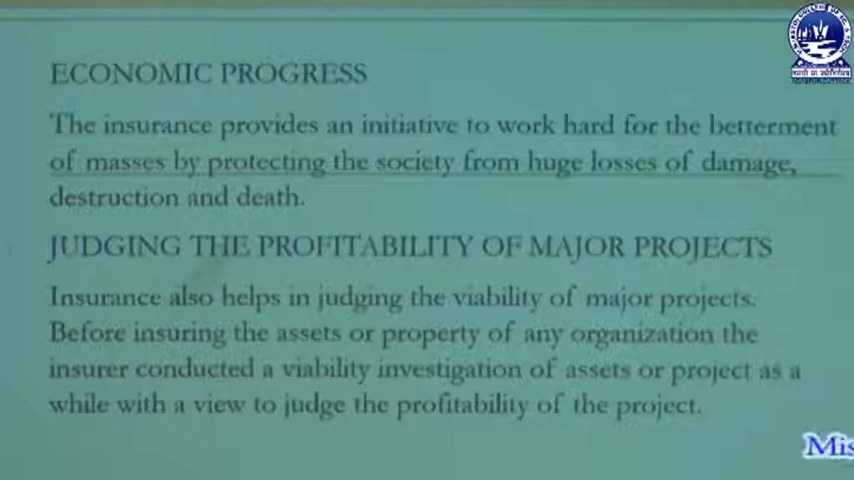 ECONOMIC PROGRESS
The insurance provides an initiative to work hard for the betterment
of masses by protecting the society from huge losses of damage,
destruction and death.
JUDGING THE PROFITABILITY OF MAJOR PROJECTS
Insurance also helps in judging the viability of major projects.
Before insuring the assets or property of any organization the
insurer conducted a viability investigation of assets or project as a
while with a view to judge the profitability of the project.
Mis